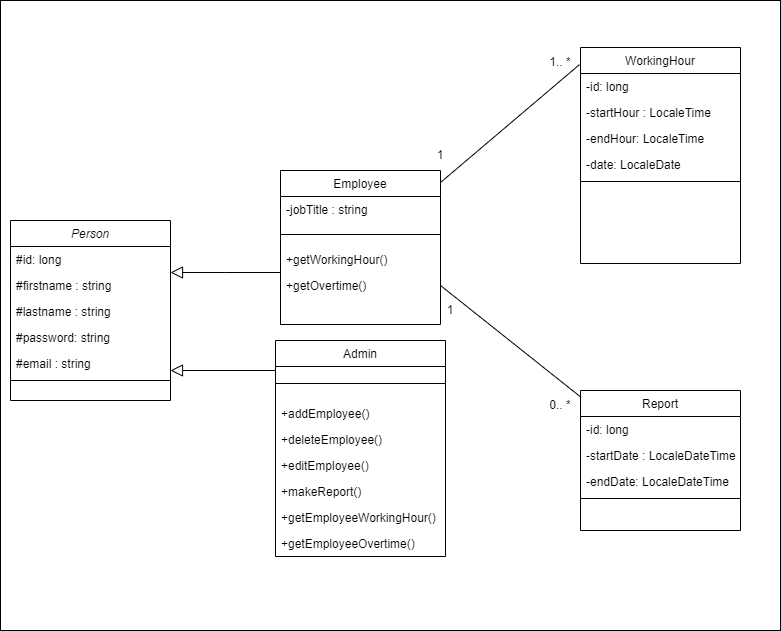 Person
#id: long
#firstname : string
#lastname : string
#password: string
#email : string
Employee
-jobTitle : string
+getWorkingHour()
+getOvertime()
Admin
+addEmployee()
+deleteEmployee()
+editEmployee()
+makeReport()
+getEmployeeWorkingHour()
+getEmployeeOvertime()
1
1.. *
WorkingHour
-id: long
-startHour : LocaleTime
-endHour: LocaleTime
-date: LocaleDate
1
0.. *
Report
-id: long
-startDate : LocaleDateTime
-endDate: LocaleDateTime